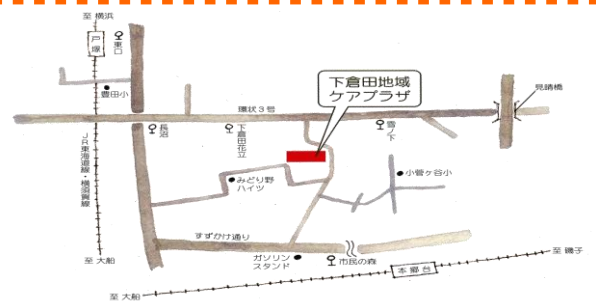 至 横浜
戸塚
東口
豊田小
環状3号
下倉田地域
ケアプラザ
見晴橋
長沼
下倉田花立
雪ノ下
JR東海道線・横須賀線
みどり野
ハイツ
小菅ヶ谷小
すずかけ通り
至 大船
ガソリン
スタンド
市民の森
本郷台
至 磯子
至 大船